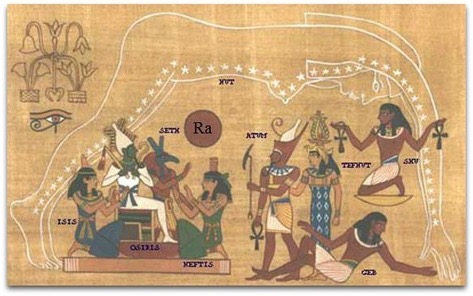 NUT
SETH
Ra
ATUM
TEFNUT
SHU
ISIS
OSIRIS
NEFTIS
GEB